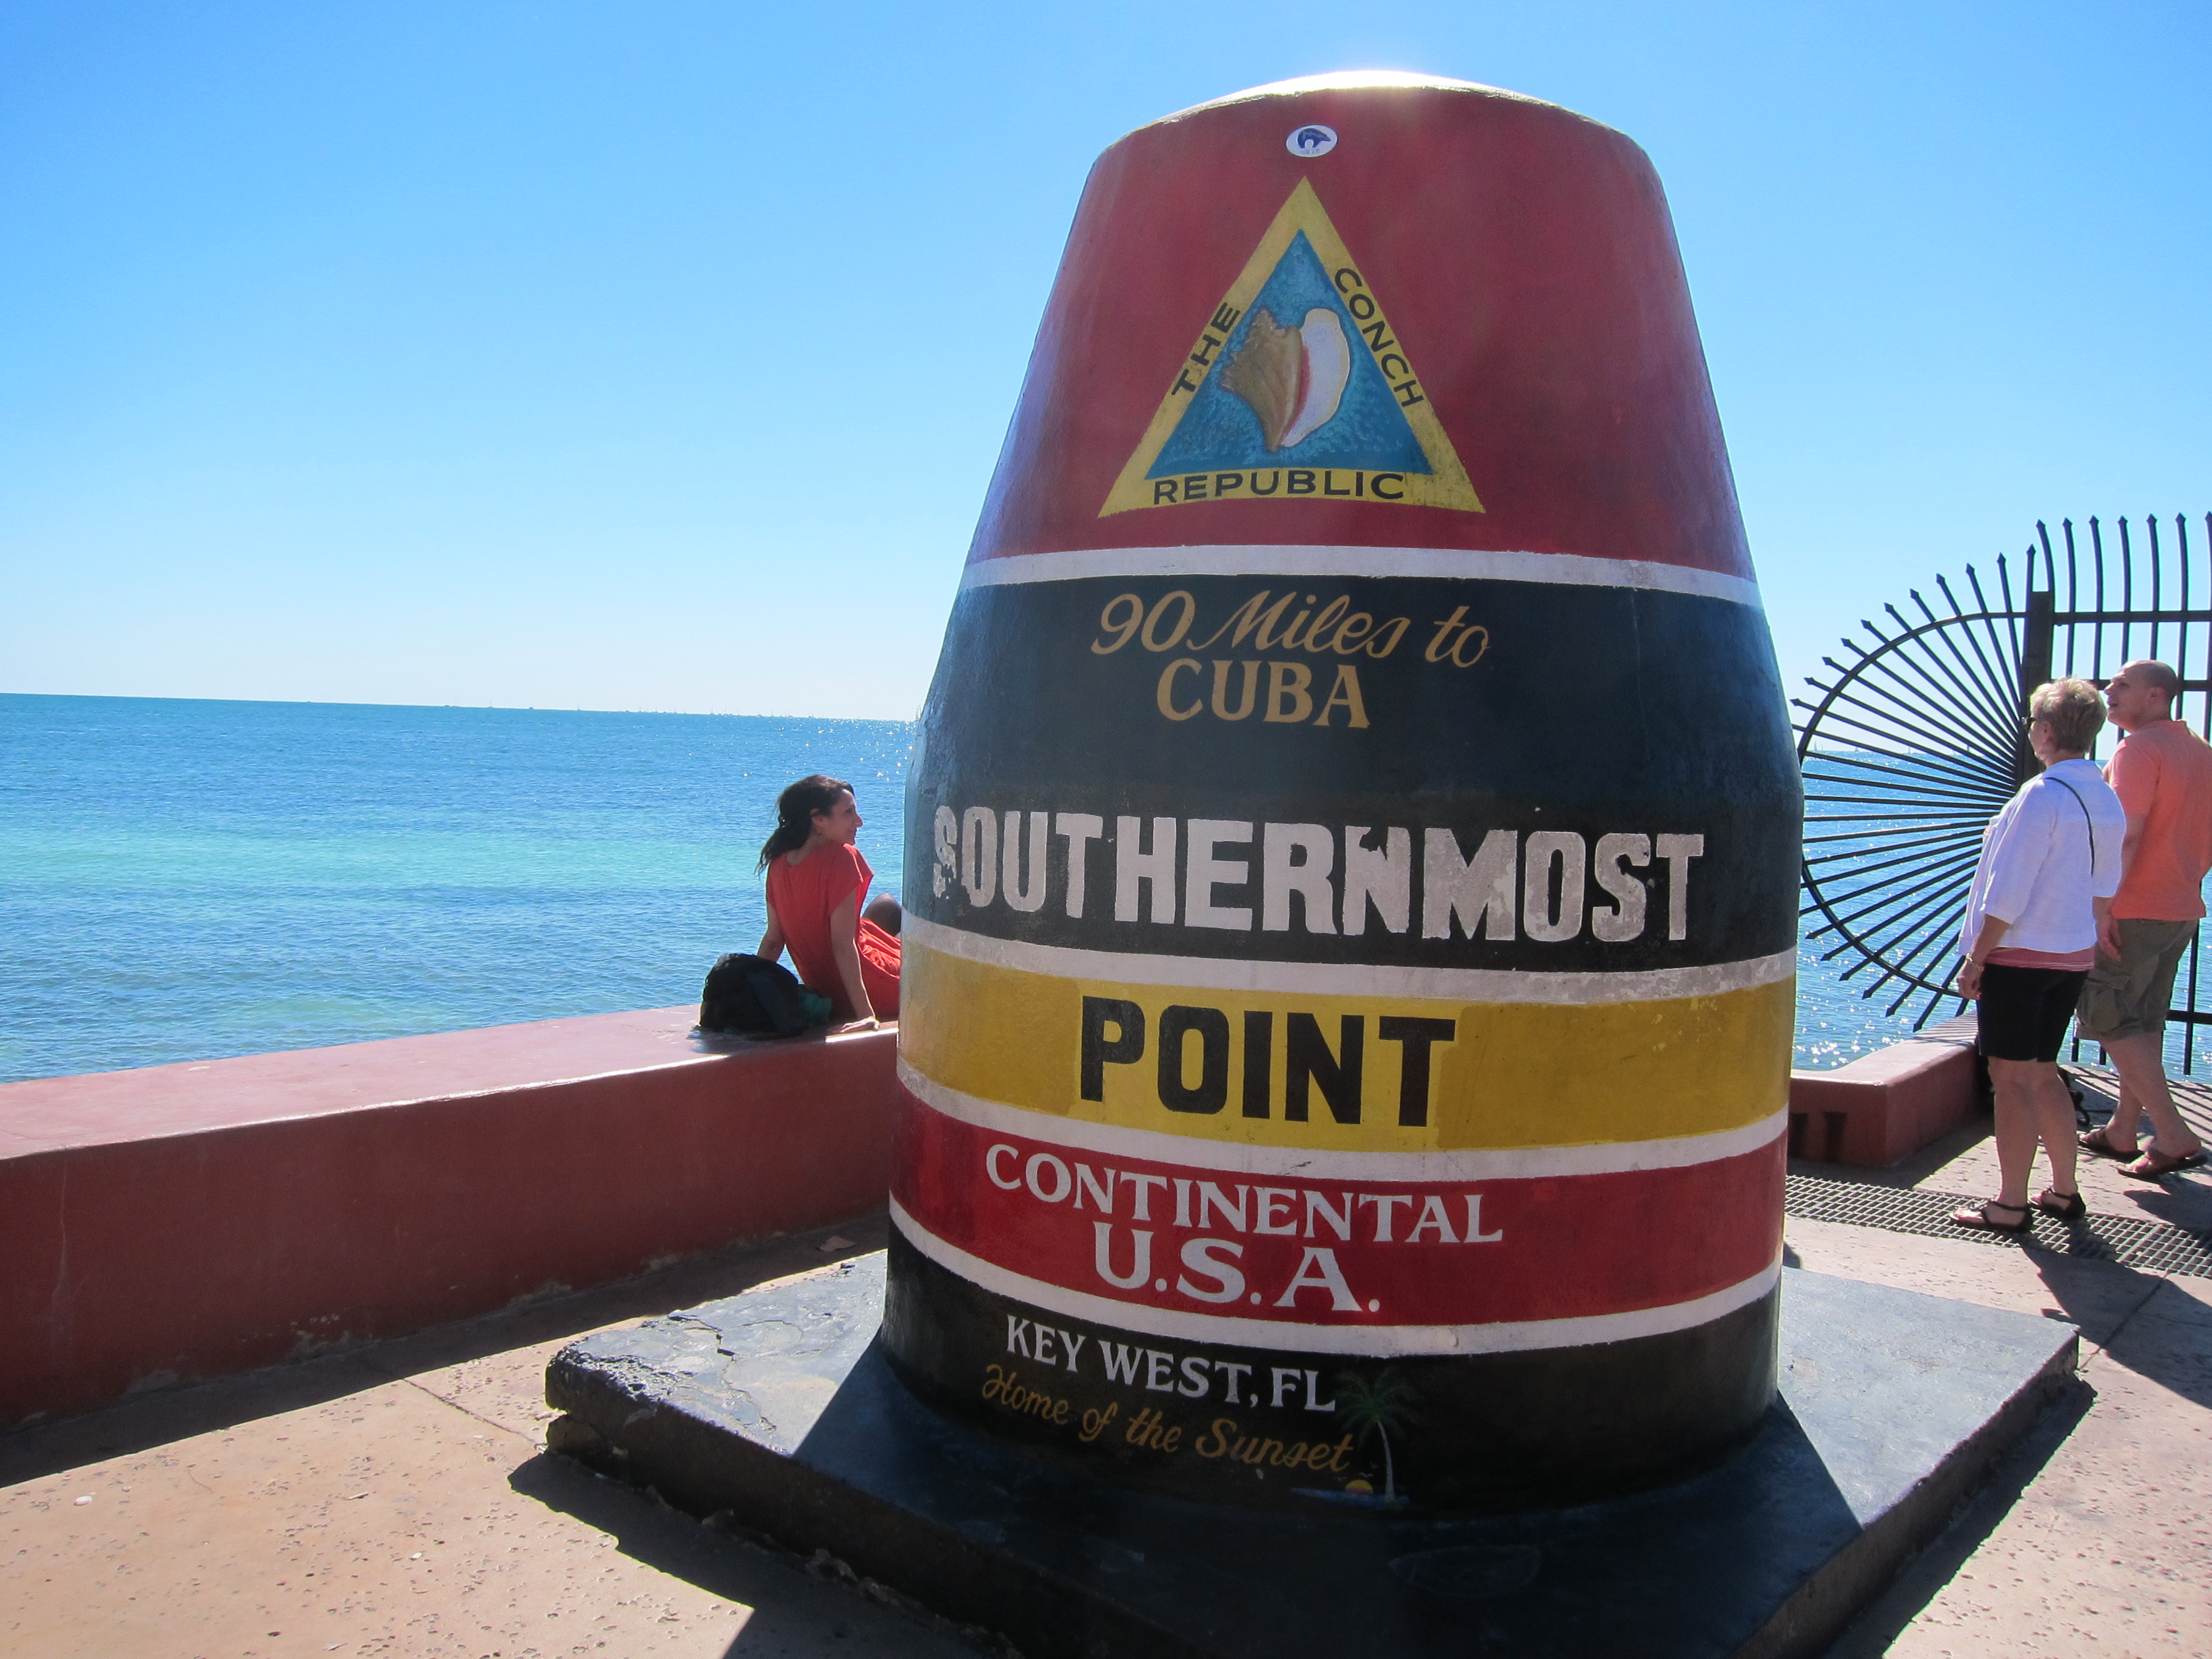 THE CONCH
REPUBLIC
90 Miles to
CUBA
SOUTHERNMOST
POINT
CONTINENTAL
U.S.A.
KEY WEST, FL
Home of the Sunset